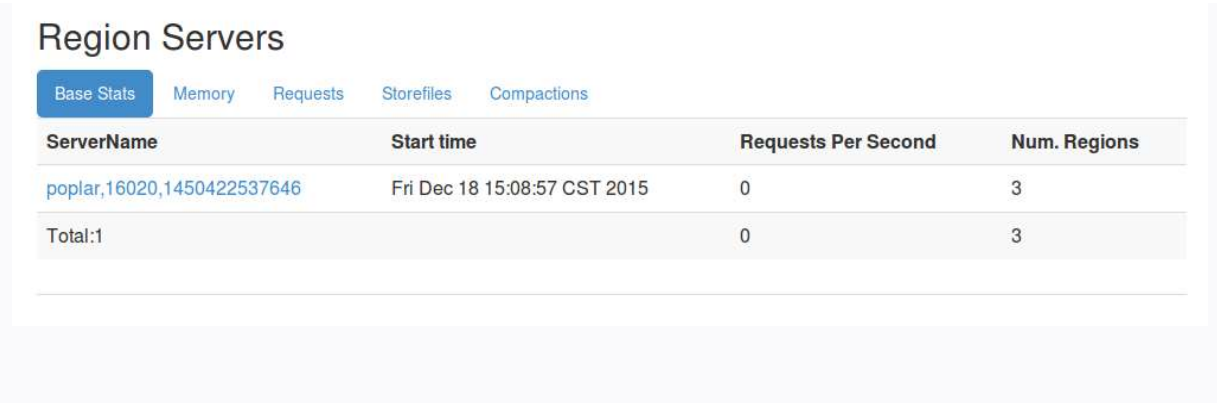 Region Servers
Base Stats Memory Requests Storefiles Compactions
ServerName Start time Requests Per Second Num. Regions
poplar,16020,1450422537646 Fri Dec 18 15:08:57 CST 2015 0 3
Total:1 0 3